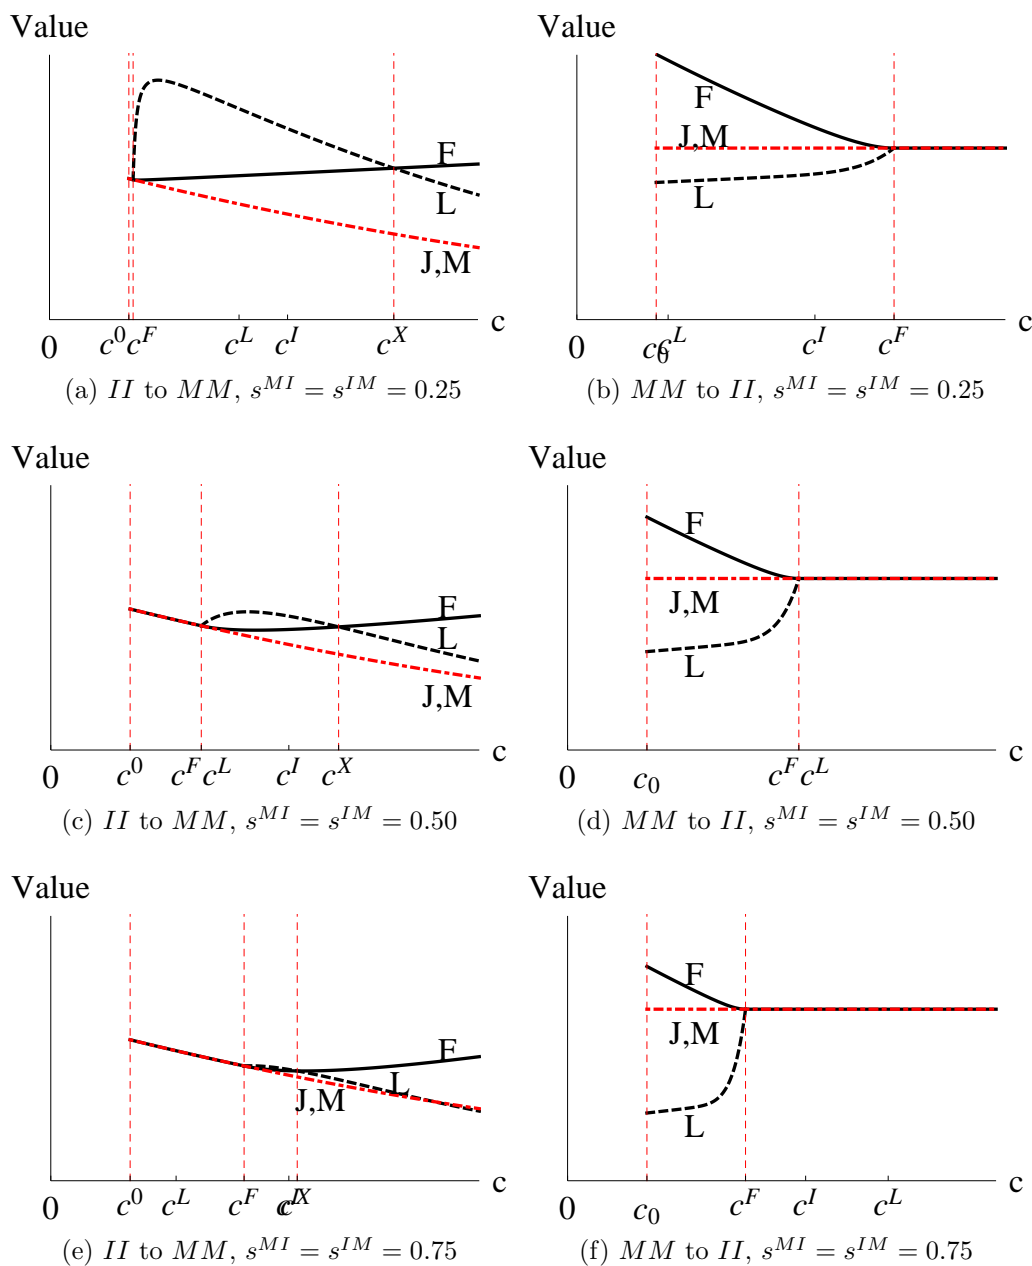 Value
F
L
J,M
c
0 c^0 c^F c^L c^I c^X
(a) II to MM, s^{MI} = s^{IM} = 0.25
Value
F
J,M
L
c
0 c_0 c^L c^I c^F
(b) MM to II, s^{MI} = s^{IM} = 0.25
Value
F
L
J,M
c
0 c^0 c^F c^L c^I c^X
(c) II to MM, s^{MI} = s^{IM} = 0.50
Value
F
J,M
L
c
0 c_0 c^F c^L
(d) MM to II, s^{MI} = s^{IM} = 0.50
Value
F
L
J,M
c
0 c^0 c^L c^F c^I c^X
(e) II to MM, s^{MI} = s^{IM} = 0.75
Value
F
J,M
L
c
0 c_0 c^F c^I c^L
(f) MM to II, s^{MI} = s^{IM} = 0.75